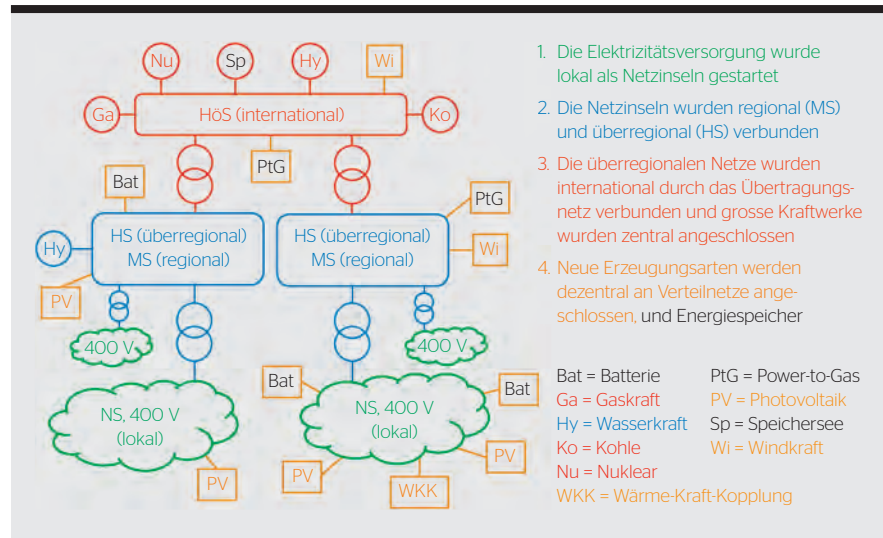 Nu
Sp
Hy
Wi
Ga
HöS (international)
Ko
PtG
Bat
PtG
HS (überregional)
MS (regional)
HS (überregional)
MS (regional)
Hy
Wi
PV
400 V
400 V
Bat
Bat
NS, 400 V
(lokal)
NS, 400 V
(lokal)
PV
PV
PV
WKK
1. Die Elektrizitätsversorgung wurde
lokal als Netzinseln gestartet
2. Die Netzinseln wurden regional (MS)
und überregional (HS) verbunden
3. Die überregionalen Netze wurden
international durch das Übertragungs-
netz verbunden und grosse Kraftwerke
wurden zentral angeschlossen
4. Neue Erzeugungsarten werden
dezentral an Verteilnetze ange-
schlossen, und Energiespeicher
Bat = Batterie
Ga = Gaskraft
Hy = Wasserkraft
Ko = Kohle
Nu = Nuklear
WKK = Wärme-Kraft-Kopplung
PtG = Power-to-Gas
PV = Photovoltaik
Sp = Speichersee
Wi = Windkraft